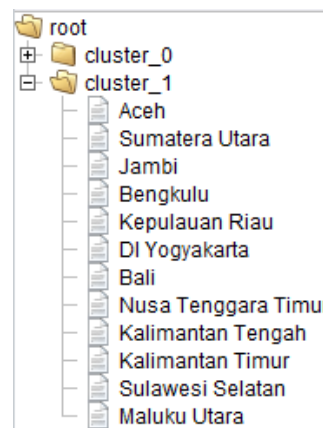 root
cluster_0
cluster_1
Aceh
Sumatera Utara
Jambi
Bengkulu
Kepulauan Riau
DI Yogyakarta
Bali
Nusa Tenggara Timu
Kalimantan Tengah
Kalimantan Timur
Sulawesi Selatan
Maluku Utara